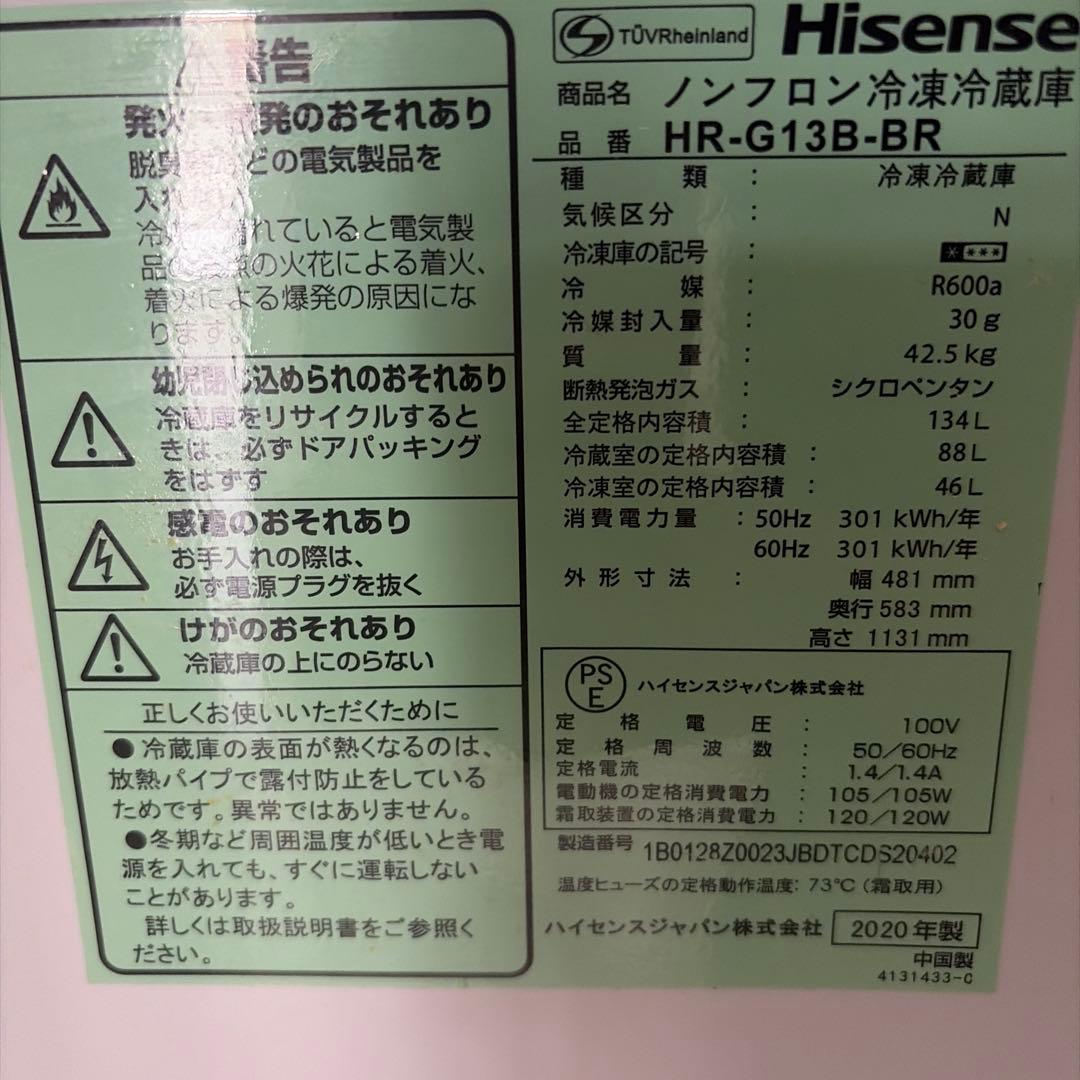 警告
発火 発のおそれあり
脱臭 どの電気製品を
入れ
冷 漏れていると電気製
品の 点の火花による着火、
着火による爆発の原因にな
ります。
幼児閉じ込められのおそれあり
冷蔵庫をリサイクルすると
きは、必ずドアパッキング
をはずす
感電のおそれあり
お手入れの際は、
必ず電源プラグを抜く
けがのおそれあり
冷蔵庫の上にのらない
正しくお使いいただくために
●冷蔵庫の表面が熱くなるのは、
放熱パイプで露付防止をしている
ためです。異常ではありません。
●冬期など周囲温度が低いとき電
源を入れても、すぐに運転しない
ことがあります。
詳しくは取扱説明書をご参照く
ださい。
TÜVRheinland Hisense
商品名 ノンフロン冷凍冷蔵庫
品番 HR-G13B-BR
種類 : 冷凍冷蔵庫
気候区分 : N
冷凍庫の記号 : * ***
冷媒 : R600a
冷媒封入量 : 30g
質量 : 42.5kg
断熱発泡ガス : シクロペンタン
全定格内容積 : 134L
冷蔵室の定格内容積 : 88L
冷凍室の定格内容積 : 46L
消費電力量 : 50Hz 301 kWh/年
60Hz 301 kWh/年
外形寸法 : 幅 481 mm
奥行 583 mm
高さ 1131 mm
PSE ハイセンスジャパン株式会社
定格電圧 : 100V
定格周波数 : 50/60Hz
定格電流 : 1.4/1.4A
電動機の定格消費電力 : 105/105W
霜取装置の定格消費電力 : 120/120W
製造番号 1B0128Z0023JBDTCDS20402
温度ヒューズの定格動作温度: 73℃(霜取用)
ハイセンスジャパン株式会社 2020年製
中国製
4131433-C